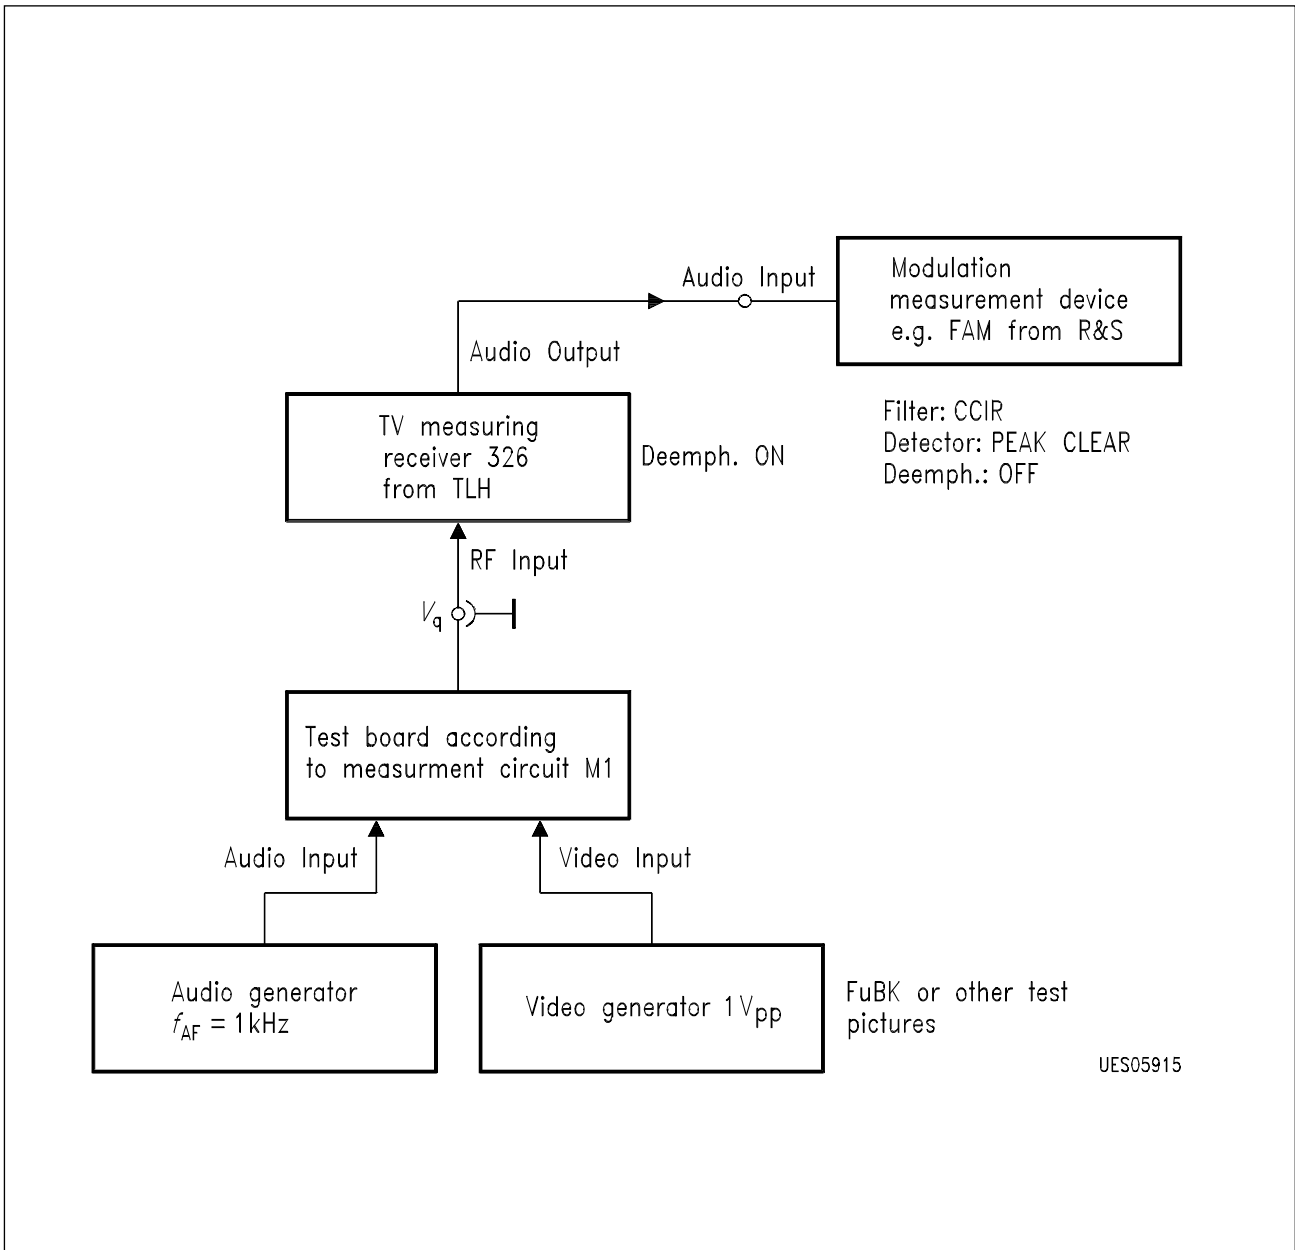 Audio Input
Modulation
measurement device
e.g. FAM from R&S
Audio Output
Filter: CCIR
Detector: PEAK CLEAR
Deemph.: OFF
TV measuring
receiver 326
from TLH
Deemph. ON
RF Input
Vq
Test board according
to measurment circuit M1
Audio Input
Video Input
Audio generator
fAF = 1kHz
Video generator 1Vpp
FuBK or other test
pictures
UES05915